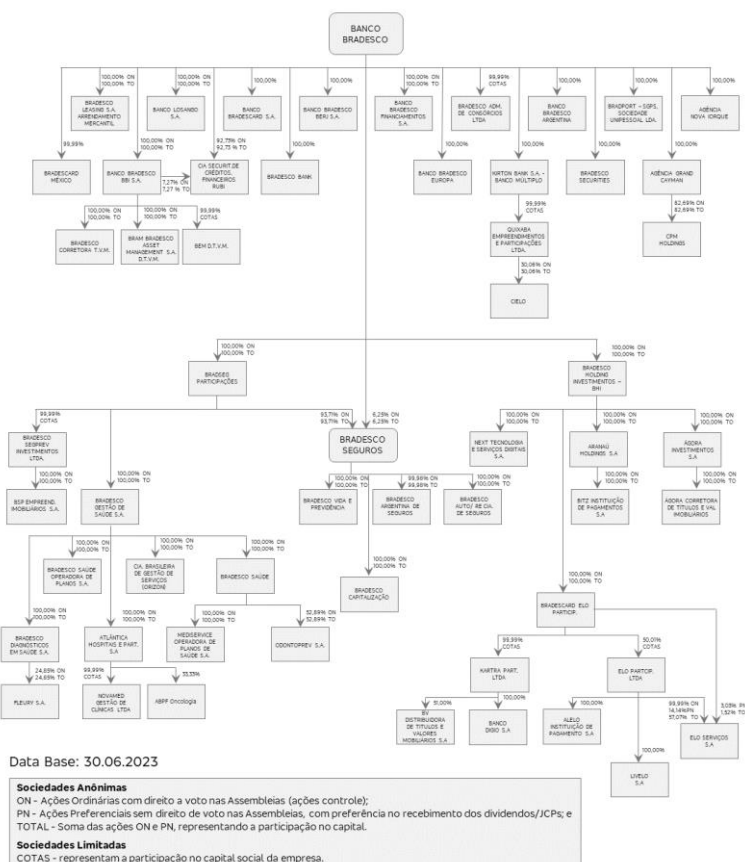 BANCO
BRADESCO
100,00% ON
100,00% TO
100,00% ON
100,00% TO
100,00%
100,00%
100,00%
99,99%
COTAS
100,00%
100,00%
100,00%
BRADESCO
LEASING S.A.
ARRENDAMENTO
MERCANTIL
BANCO LOSANGO
S.A.
BANCO
BRADESCARD S.A.
BANCO BRADESCO
BERJ S.A.
BANCO
BRADESCO
FINANCIAMENTOS
S.A.
BRADESCO ADM.
DE CONSÓRCIOS
LTDA
BANCO
BRADESCO
ARGENTINA
BRADPORT – SGPS,
SOCIEDADE
UNIPESSOAL LDA.
AGÊNCIA
NOVA IORQUE
99,99%
100,00% ON
100,00% TO
92,73% ON
92,73 % TO
100,00%
100,00%
100,00%
100,00%
100,00%
BRADESCARD
MÉXICO
BANCO BRADESCO
BBI S.A.
7,27% ON
7,27 % TO
CIA SECURIT.DE
CRÉDITOS,
FINANCEIROS
RUBI
BRADESCO BANK
BANCO BRADESCO
EUROPA
KIRTON BANK S.A. -
BANCO MÚLTIPLO
BRADESCO
SECURITIES
AGÊNCIA GRAND
CAYMAN
100,00% ON
100,00% TO
100,00% ON
100,00% TO
99,99%
COTAS
99,99%
COTAS
82,69% ON
82,69% TO
BRADESCO
CORRETORA T.V.M.
BRAM BRADESCO
ASSET
MANAGEMENT S.A.
D.T.V.M.
BEM D.T.V.M.
QUIXABA
EMPREENDIMENTOS
E PARTICIPAÇÕES
LTDA.
CPM
HOLDINGS
30,06% ON
30,06% TO
CIELO
100,00% ON
100,00% TO
100,00% ON
100,00% TO
BRADSEG
PARTICIPAÇÕES
BRADESCO
HOLDING
INVESTIMENTOS –
BHI
99,99%
COTAS
93,71% ON
93,71% TO
6,29% ON
6,29% TO
100,00% ON
100,00% TO
100,00% ON
100,00% TO
100,00% ON
100,00% TO
BRADESCO
SEGPREV
INVESTIMENTOS
LTDA.
BRADESCO
SEGUROS
NEXT TECNOLOGIA
E SERVIÇOS DIGITAIS
S.A.
ARANAÚ
HOLDINGS S.A
ÁGORA
INVESTIMENTOS
S.A
100,00% ON
100,00% TO
100,00% ON
100,00% TO
100,00% ON
100,00% TO
99,98% ON
99,98% TO
100,00% ON
100,00% TO
100,00% ON
100,00% TO
100,00% ON
100,00% TO
BSP EMPREEND.
IMOBILIÁRIOS S.A.
BRADESCO
GESTÃO DE
SAÚDE S.A.
BRADESCO VIDA E
PREVIDÊNCIA
BRADESCO
ARGENTINA DE
SEGUROS
BRADESCO
AUTO/ RE CIA.
DE SEGUROS
BITZ INSTITUIÇÃO
DE PAGAMENTOS
S.A
ÁGORA CORRETORA
DE TITULOS E VAL
IMOBILIÁRIOS
100,00% ON
100,00% TO
100,00% ON
100,00% TO
100,00% ON
100,00% TO
100,00% ON
100,00% TO
100,00% ON
100,00% TO
BRADESCO SAÚDE
OPERADORA DE
PLANOS S.A.
CIA. BRASILEIRA
DE GESTÃO DE
SERVIÇOS
(ORIZON)
BRADESCO SAÚDE
BRADESCO
CAPITALIZAÇÃO
BRADESCARD ELO
PARTICIP.
100,00% ON
100,00% TO
100,00% ON
100,00% TO
100,00% ON
100,00% TO
52,89% ON
52,89% TO
99,99%
COTAS
50,01%
COTAS
BRADESCO
DIAGNÓSTICOS
EM SAÚDE S.A.
ATLÂNTICA
HOSPITAIS E PART.
S.A
MEDISERVICE
OPERADORA DE
PLANOS DE
SAÚDE S.A.
ODONTOPREV S.A.
KARTRA PART.
LTDA
ELO PARTCIP.
LTDA
24,85% ON
24,85% TO
99,99%
COTAS
33,33%
51,00%
100,00%
100,00%
99,99% ON
14,14%PN
57,07% TO
3,03% PN
1,52% TO
FLEURY S.A.
NOVAMED
GESTÃO DE
CLÍNICAS LTDA
ABPF Oncologia
BV
DISTRIBUIDORA
DE TITULOS E
VALORES
MOBILIÁRIOS S.A
BANCO
DIGIO S.A
ALELO
INSTITUIÇÃO DE
PAGAMENTO S.A
ELO SERVIÇOS
S.A
100,00%
LIVELO
S.A
Data Base: 30.06.2023
Sociedades Anônimas
ON - Ações Ordinárias com direito a voto nas Assembleias (ações controle);
PN - Ações Preferenciais sem direito de voto nas Assembleias, com preferência no recebimento dos dividendos/JCPs; e
TOTAL - Soma das ações ON e PN, representando a participação no capital.
Sociedades Limitadas
COTAS - representam a participação no capital social da empresa.